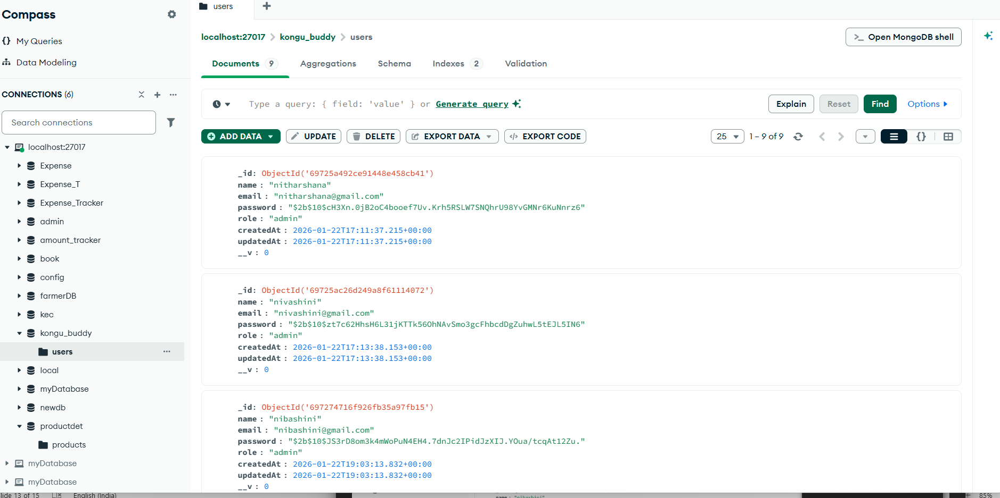 Compass
My Queries
Data Modeling
CONNECTIONS (6)
Search connections
localhost:27017
Expense
Expense_T
Expense_Tracker
admin
amount_tracker
book
config
farmerDB
kec
kongu_buddy
users
local
myDatabase
newdb
productdet
products
myDatabase
myDatabase
users
localhost:27017 > kongu_buddy > users
>_ Open MongoDB shell
Documents 9 Aggregations Schema Indexes 2 Validation
Type a query: { field: 'value' } or Generate query
Explain Reset Find Options
ADD DATA UPDATE DELETE EXPORT DATA EXPORT CODE
25 1 – 9 of 9
_id: ObjectId('69725a492ce91448e458cb41')
name : "nitharshana"
email : "nitharshana@gmail.com"
password : "$2b$10$cH3Xn.0jB2oC4booef7Uv.Krh5RSLW7SNQhrU98YvGMNr6KuNnrz6"
role : "admin"
createdAt : 2026-01-22T17:11:37.215+00:00
updatedAt : 2026-01-22T17:11:37.215+00:00
__v : 0
_id: ObjectId('69725ac26d249a8f61114072')
name : "nivashini"
email : "nivashini@gmail.com"
password : "$2b$10$zt7c62HhsH6L31jKTTk56OhNAvSmo3gcFhbcdDgZuhwL5tEJL5IN6"
role : "admin"
createdAt : 2026-01-22T17:13:38.153+00:00
updatedAt : 2026-01-22T17:13:38.153+00:00
__v : 0
_id: ObjectId('697274716f926fb35a97fb15')
name : "nibashini"
email : "nibashini@gmail.com"
password : "$2b$10$JS3rD8om3k4mWoPuN4EH4.7dnJc2IPidJzXIJ.YOua/tcqAt12Zu."
role : "admin"
createdAt : 2026-01-22T19:03:13.832+00:00
updatedAt : 2026-01-22T19:03:13.832+00:00
__v : 0
lide 13 of 15 English (India) name : "nibashini" 85%